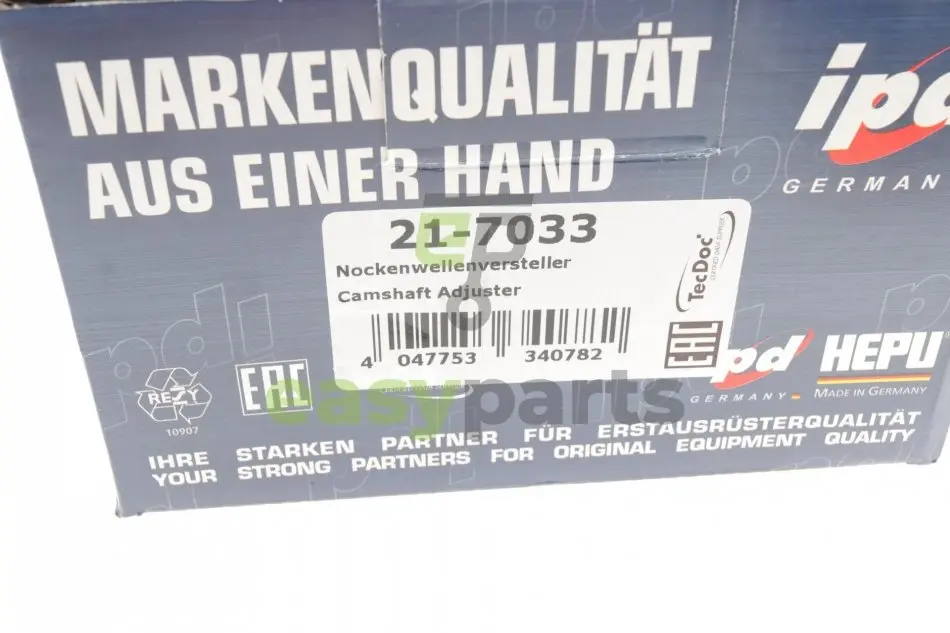 MARKENQUALITÄT
AUS EINER HAND
ipd
GERMAN
21-7033
Nockenwellenversteller
Camshaft Adjuster
4 047753 340782
TecDoc
EAC
RESY
10907
EAC
easyparts
ipd
GERMANY
HEPU
MADE IN GERMANY
IHRE STARKEN PARTNER FÜR ERSTAUSRÜSTERQUALITÄT
YOUR STRONG PARTNERS FOR ORIGINAL EQUIPMENT QUALITY